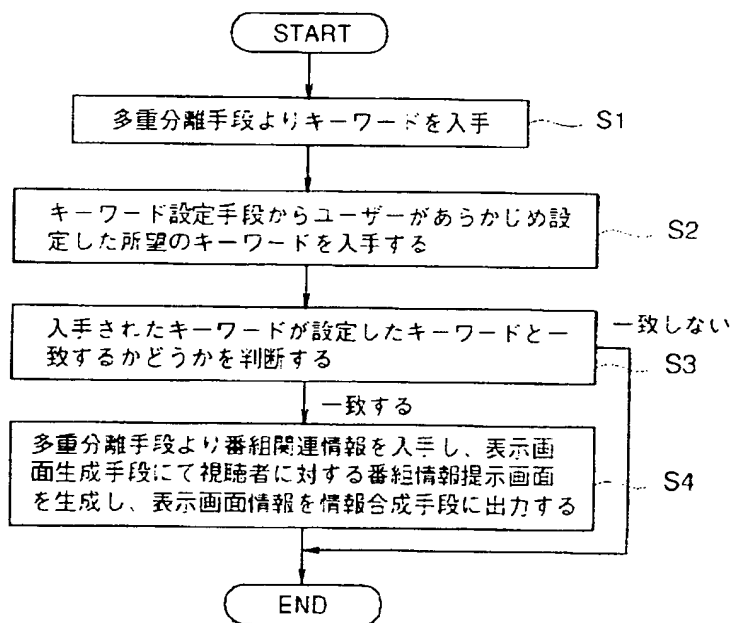 START
多重分離手段よりキーワードを入手
S1
キーワード設定手段からユーザーがあらかじめ設
定した所望のキーワードを入手する
S2
入手されたキーワードが設定したキーワードと一
致するかどうかを判断する
一致しない
S3
一致する
多重分離手段より番組関連情報を入手し、表示画
面生成手段にて視聴者に対する番組情報提示画面
を生成し、表示画面情報を情報合成手段に出力する
S4
END